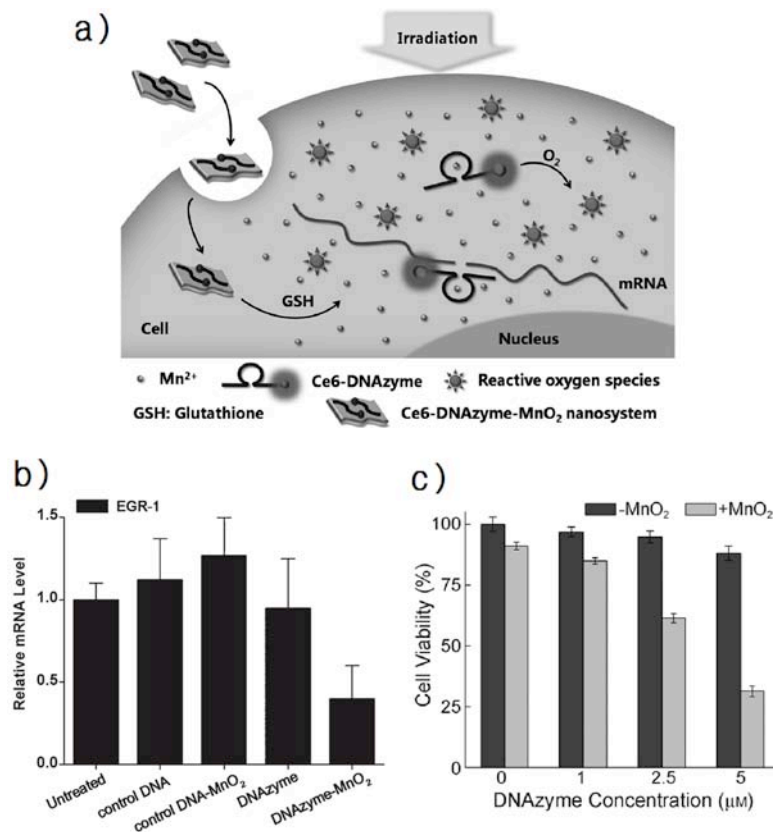 a)
Irradiation
O₂
GSH
mRNA
Cell
Nucleus
Mn²⁺ Ce6-DNAzyme Reactive oxygen species
GSH: Glutathione Ce6-DNAzyme-MnO₂ nanosystem
b)
EGR-1
Relative mRNA Level
1.5
1.0
0.5
0.0
Untreated
control DNA
control DNA-MnO₂
DNAzyme
DNAzyme-MnO₂
c)
-MnO₂ +MnO₂
Cell Viability (%)
100
75
50
25
0
0 1 2.5 5
DNAzyme Concentration (μM)